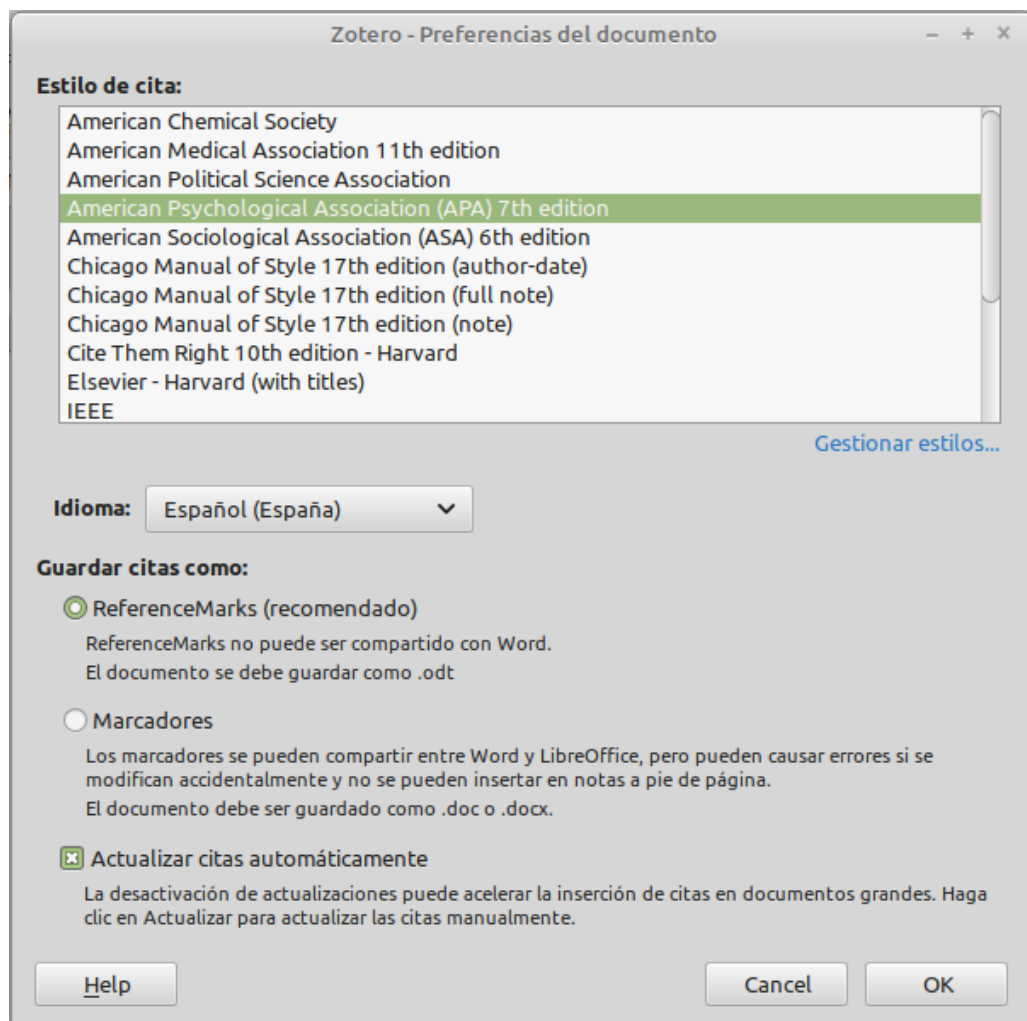 Zotero - Preferencias del documento
Estilo de cita:
American Chemical Society
American Medical Association 11th edition
American Political Science Association
American Psychological Association (APA) 7th edition
American Sociological Association (ASA) 6th edition
Chicago Manual of Style 17th edition (author-date)
Chicago Manual of Style 17th edition (full note)
Chicago Manual of Style 17th edition (note)
Cite Them Right 10th edition - Harvard
Elsevier - Harvard (with titles)
IEEE
Gestionar estilos...
Idioma: Español (España)
Guardar citas como:
ReferenceMarks (recomendado)
ReferenceMarks no puede ser compartido con Word.
El documento se debe guardar como .odt
Marcadores
Los marcadores se pueden compartir entre Word y LibreOffice, pero pueden causar errores si se
modifican accidentalmente y no se pueden insertar en notas a pie de página.
El documento debe ser guardado como .doc o .docx.
Actualizar citas automáticamente
La desactivación de actualizaciones puede acelerar la inserción de citas en documentos grandes. Haga
clic en Actualizar para actualizar las citas manualmente.
Help Cancel OK